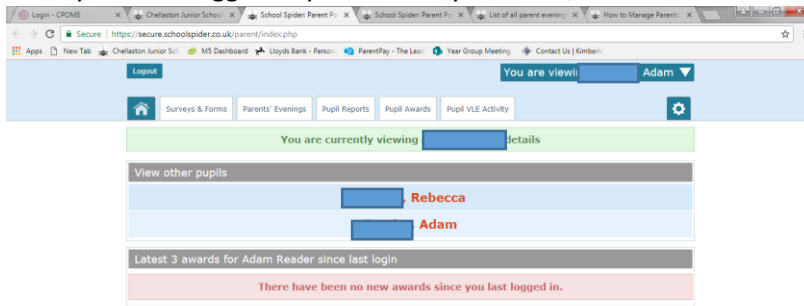 Login - CPOMS
Chellaston Junior School
School Spider: Parent Po
School Spider: Parent Po
List of all parent evening
How to Manage Parents
Secure https://secure.schoolspider.co.uk/parent/index.php
Apps New Tab Chellaston Junior Sch M5 Dashboard Lloyds Bank - Person ParentPay - The Lead Year Group Meeting Contact Us | Kimberle
Logout
You are viewi Adam
Surveys & Forms Parents' Evenings Pupil Reports Pupil Awards Pupil VLE Activity
You are currently viewing details
View other pupils
, Rebecca
, Adam
Latest 3 awards for Adam Reader since last login
There have been no new awards since you last logged in.